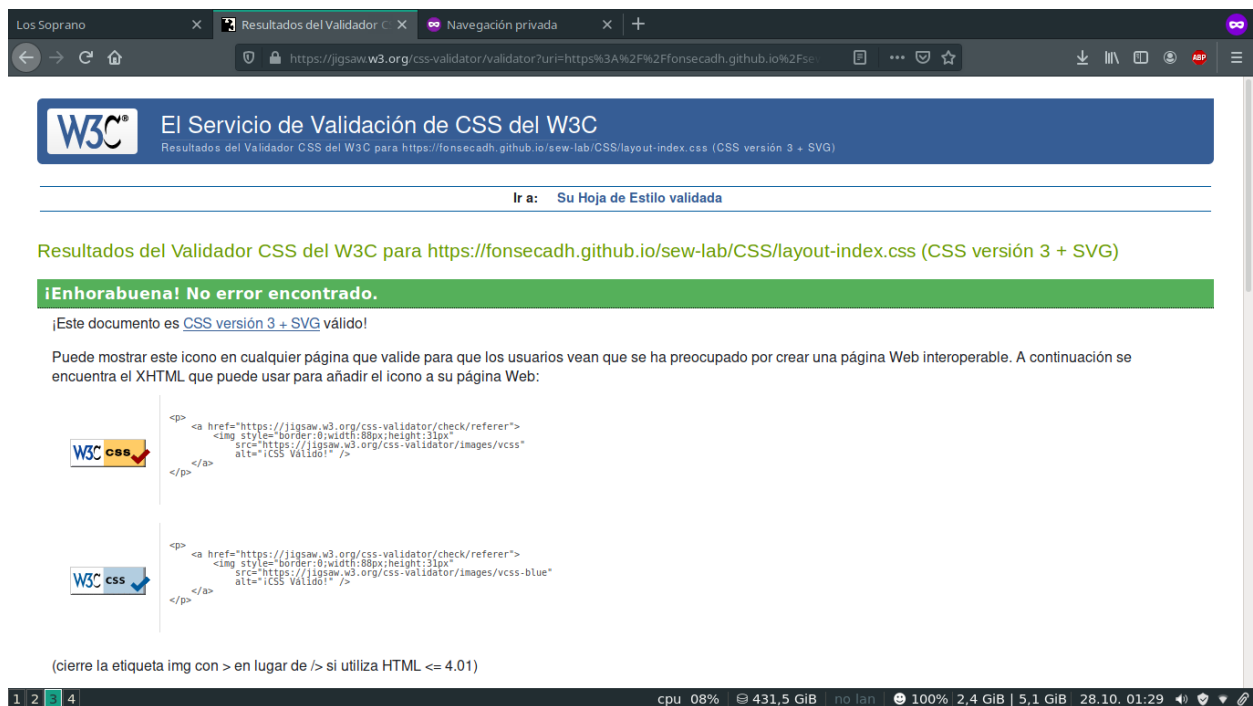 Los Soprano
Resultados del Validador C
Navegación privada
https://jigsaw.w3.org/css-validator/validator?uri=https%3A%2F%2Ffonsecadh.github.io%2Fsew
ABP
W3C®
El Servicio de Validación de CSS del W3C
Resultados del Validador CSS del W3C para https://fonsecadh.github.io/sew-lab/CSS/layout-index.css (CSS versión 3 + SVG)
Ir a: Su Hoja de Estilo validada
Resultados del Validador CSS del W3C para https://fonsecadh.github.io/sew-lab/CSS/layout-index.css (CSS versión 3 + SVG)
¡Enhorabuena! No error encontrado.
¡Este documento es CSS versión 3 + SVG válido!
Puede mostrar este icono en cualquier página que valide para que los usuarios vean que se ha preocupado por crear una página Web interoperable. A continuación se
encuentra el XHTML que puede usar para añadir el icono a su página Web:
<p>
<a href="https://jigsaw.w3.org/css-validator/check/referer">
<img style="border:0;width:88px;height:31px"
src="https://jigsaw.w3.org/css-validator/images/vcss"
alt="¡CSS Válido!" />
</a>
</p>
W3C css
<p>
<a href="https://jigsaw.w3.org/css-validator/check/referer">
<img style="border:0;width:88px;height:31px"
src="https://jigsaw.w3.org/css-validator/images/vcss-blue"
alt="¡CSS Válido!" />
</a>
</p>
W3C css
(cierre la etiqueta img con > en lugar de /> si utiliza HTML <= 4.01)
1 2 3 4
cpu 08% 431,5 GiB no lan 100% 2,4 GiB | 5,1 GiB 28.10. 01:29